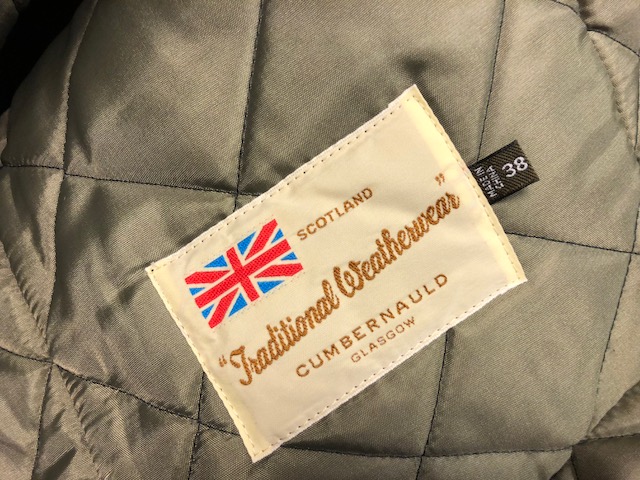 SCOTLAND
"Traditional Weatherwear"
CUMBERNAULD
GLASGOW
38
MADE IN
CHINA